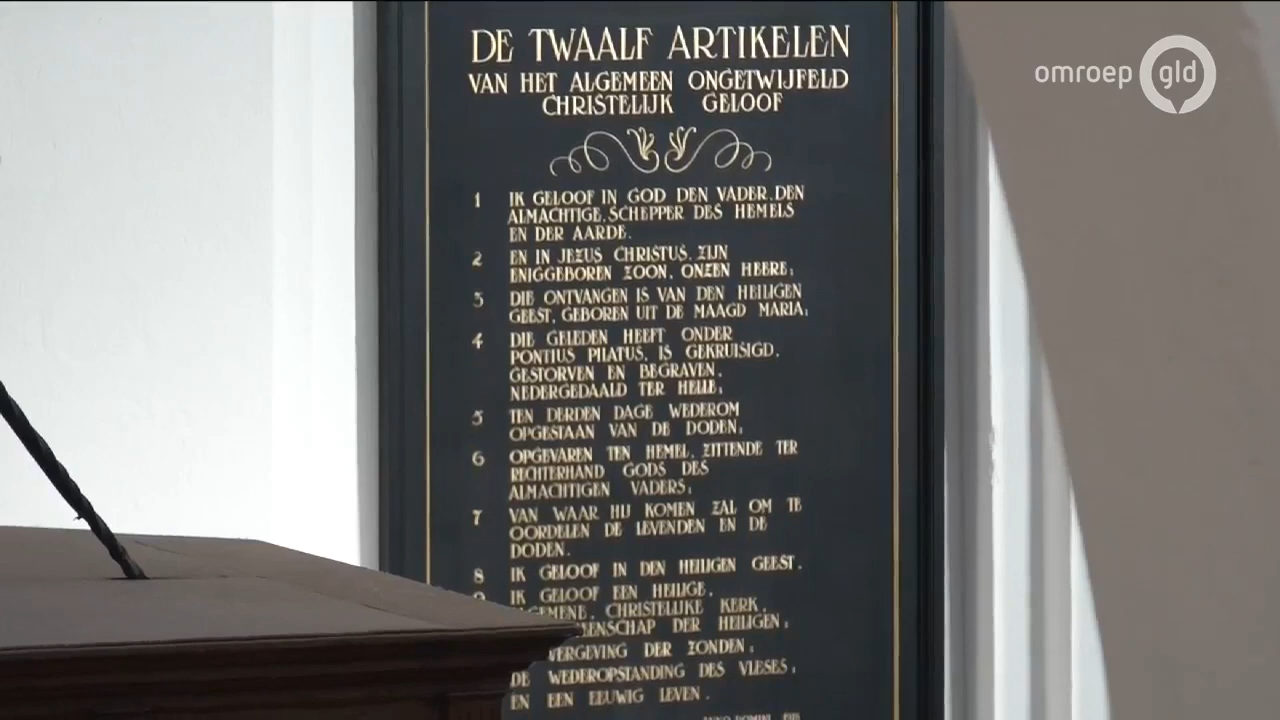 omroep gld
DE TWAALF ARTIKELEN
VAN HET ALGEMEEN ONGETWIJFELD
CHRISTELIJK GELOOF
1 IK GELOOF IN GOD DEN VADER, DEN
ALMACHTIGE, SCHEPPER DES HEMELS
EN DER AARDE.
2 EN IN JEZUS CHRISTUS, ZIJN
ENIGGEBOREN ZOON, ONZEN HEERE;
3 DIE ONTVANGEN IS VAN DEN HEILIGEN
GEEST, GEBOREN UIT DE MAAGD MARIA;
4 DIE GELEDEN HEEFT ONDER
PONTIUS PILATUS, IS GEKRUISIGD,
GESTORVEN EN BEGRAVEN,
NEDERGEDAALD TER HELLE;
5 TEN DERDEN DAGE WEDEROM
OPGESTAAN VAN DE DODEN;
6 OPGEVAREN TEN HEMEL, ZITTENDE TER
RECHTERHAND GODS DES
ALMACHTIGEN VADERS;
7 VAN WAAR HIJ KOMEN ZAL OM TE
OORDELEN DE LEVENDEN EN DE
DODEN.
8 IK GELOOF IN DEN HEILIGEN GEEST.
9 IK GELOOF EEN HEILIGE,
GEMENE, CHRISTELIJKE KERK,
ENSCHAP DER HEILIGEN;
VERGEVING DER ZONDEN;
DE WEDEROPSTANDING DES VLESES;
EN EEN EEUWIG LEVEN.